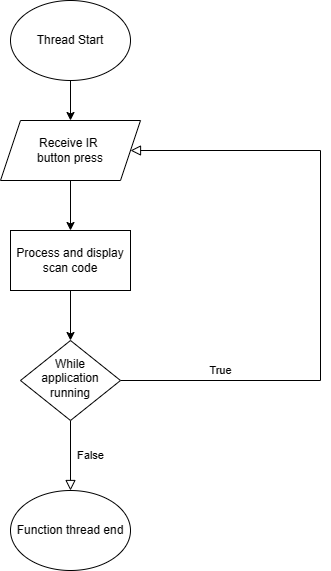 Thread Start
Receive IR
button press
Process and display
scan code
While
application
running
True
False
Function thread end